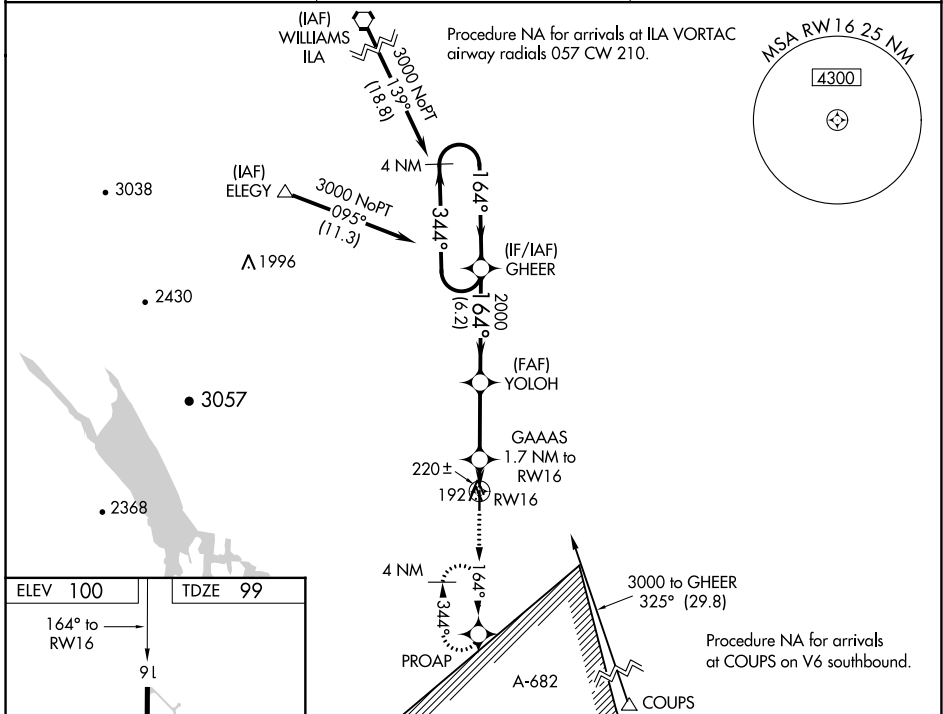 (IAF)
WILLIAMS
ILA
Procedure NA for arrivals at ILA VORTAC
airway radials 057 CW 210.
MSA RW16 25 NM
4300
3000 NoPT
139°
(18.8)
4 NM
164°
344°
(IAF)
ELEGY
3000 NoPT
095°
(11.3)
3038
1996
2430
(IF/IAF)
GHEER
2000
164°
(6.2)
(FAF)
YOLOH
3057
GAAAS
1.7 NM to
RW16
220±
192
RW16
2368
4 NM
164°
344°
PROAP
3000 to GHEER
325° (29.8)
Procedure NA for arrivals
at COUPS on V6 southbound.
A-682
COUPS
ELEV 100
TDZE 99
164° to
RW16
16